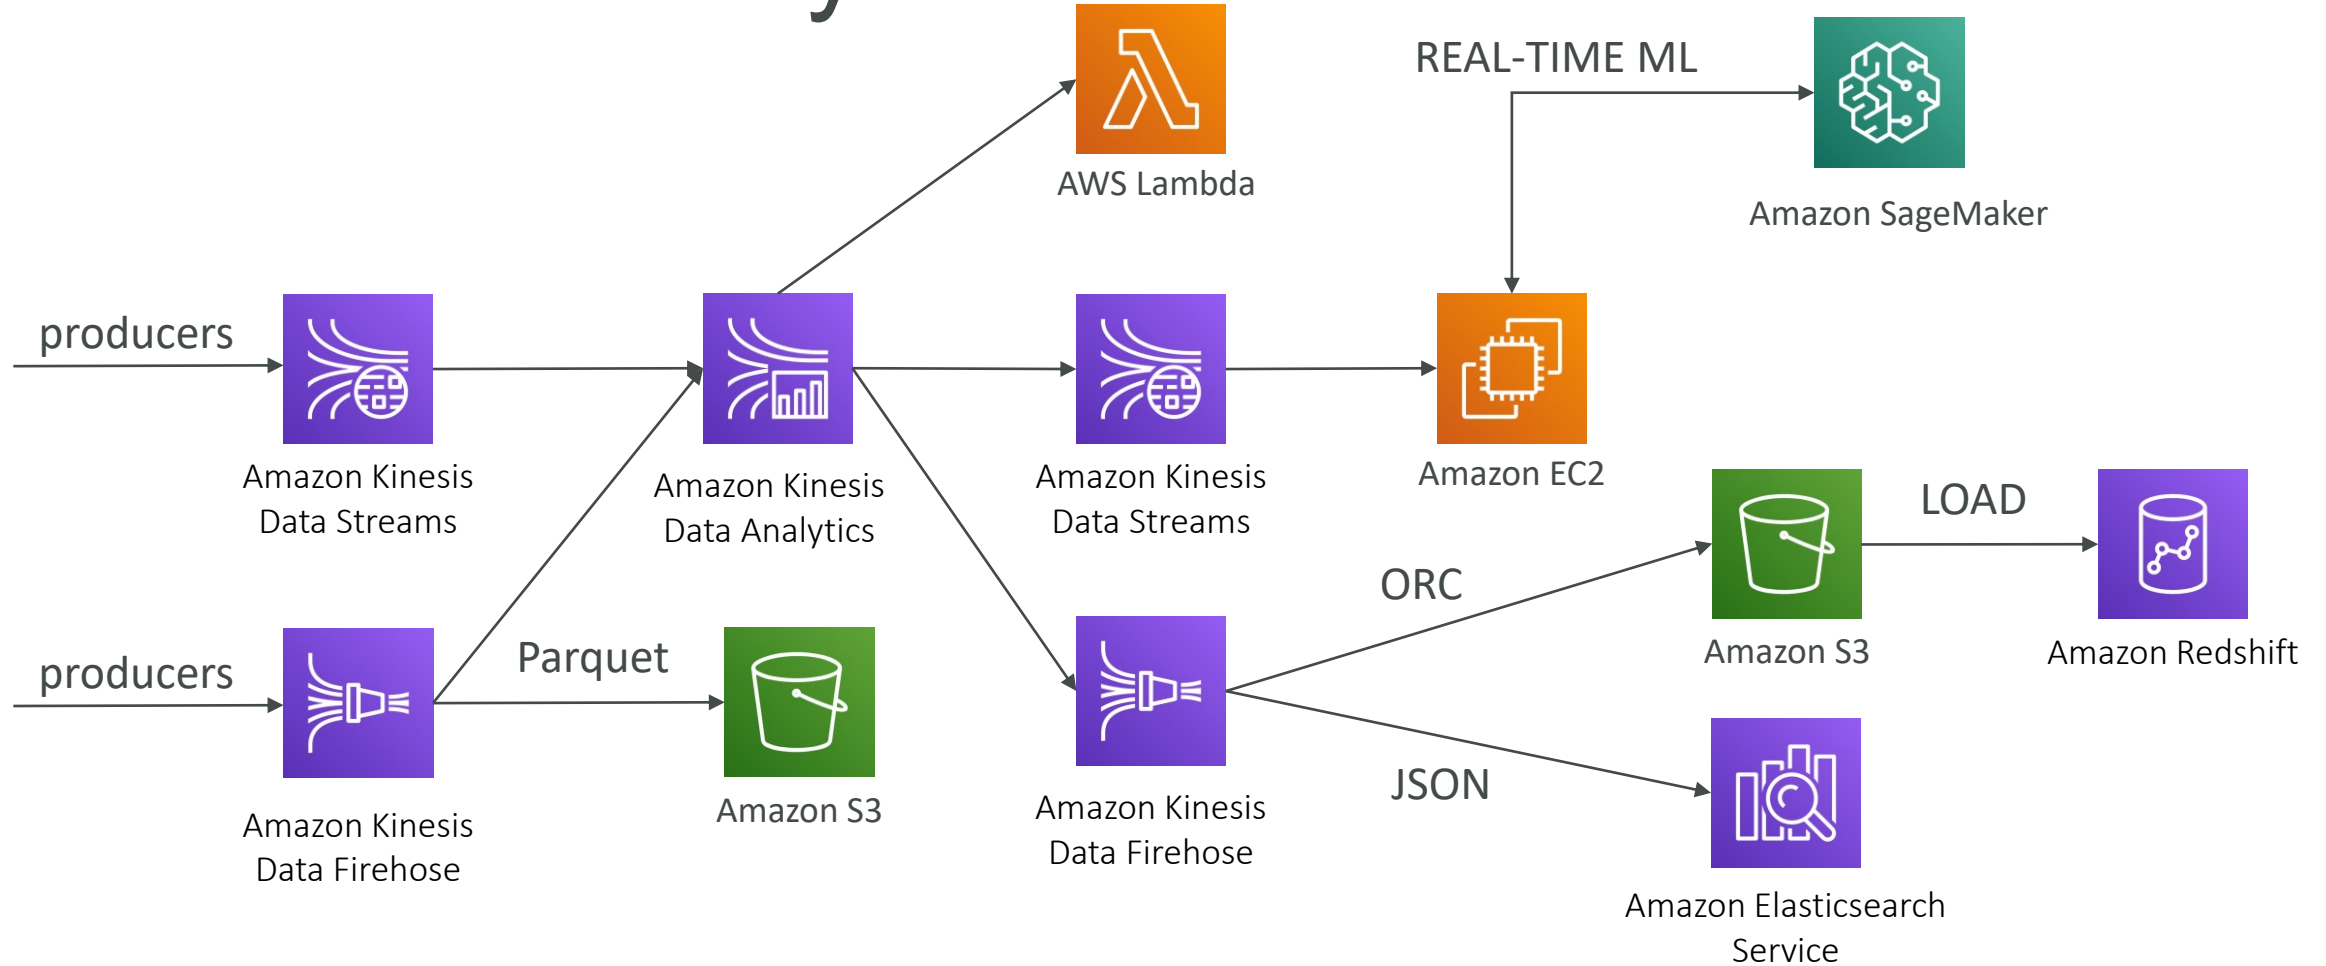 AWS Lambda
REAL-TIME ML
Amazon SageMaker
producers
Amazon Kinesis
Data Streams
Amazon Kinesis
Data Analytics
Amazon Kinesis
Data Streams
Amazon EC2
producers
Amazon Kinesis
Data Firehose
Parquet
Amazon S3
Amazon Kinesis
Data Firehose
ORC
Amazon S3
LOAD
Amazon Redshift
JSON
Amazon Elasticsearch
Service